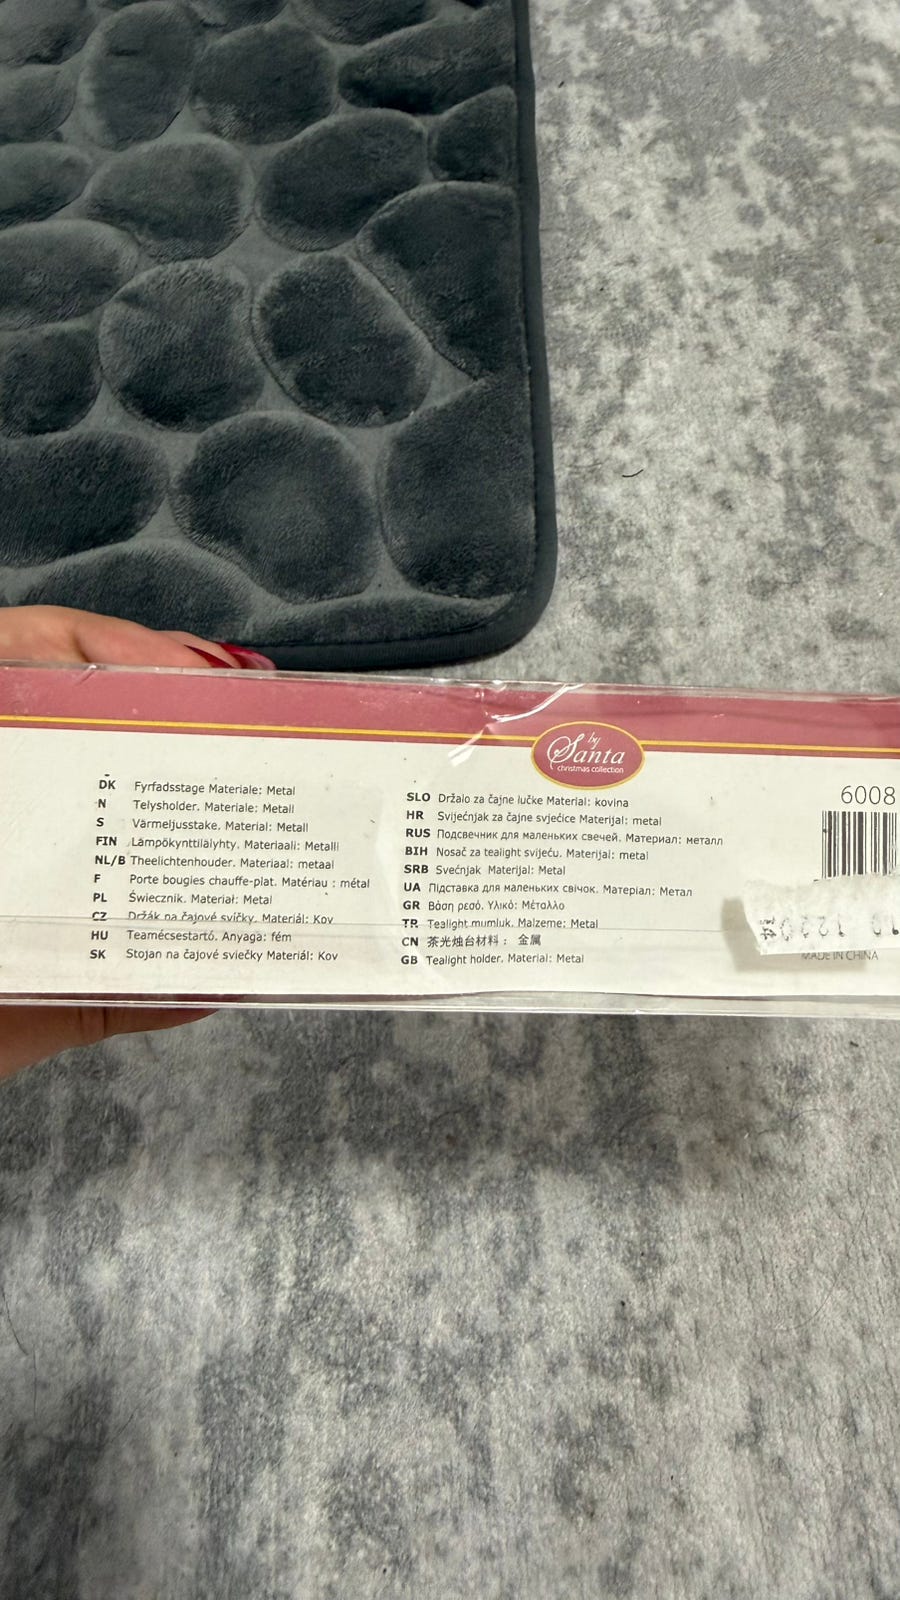 by
Santa
christmas collection
DK Fyrfadsstage Materiale: Metal
N Telysholder. Materiale: Metall
S Värmeljusstake. Material: Metall
FIN Lämpökynttilälyhty. Materiaali: Metalli
NL/B Theelichtenhouder. Materiaal: metaal
F Porte bougies chauffe-plat. Matériau : métal
PL Świecznik. Materiał: Metal
CZ Držák na čajové svíčky. Materiál: Kov
HU Teamécsestartó. Anyaga: fém
SK Stojan na čajové sviečky Materiál: Kov
SLO Držalo za čajne lučke Material: kovina
HR Svijećnjak za čajne svjećice Materijal: metal
RUS Подсвечник для маленьких свечей. Материал: металл
BIH Nosač za tealight svijeću. Materijal: metal
SRB Svećnjak Materijal: Metal
UA Підставка для маленьких свічок. Матеріал: Метал
GR Βάση ρεσό. Υλικό: Μέταλλο
TR Tealight mumluk. Malzeme: Metal
CN 茶光烛台材料： 金属
GB Tealight holder. Material: Metal
6008
MADE IN CHINA